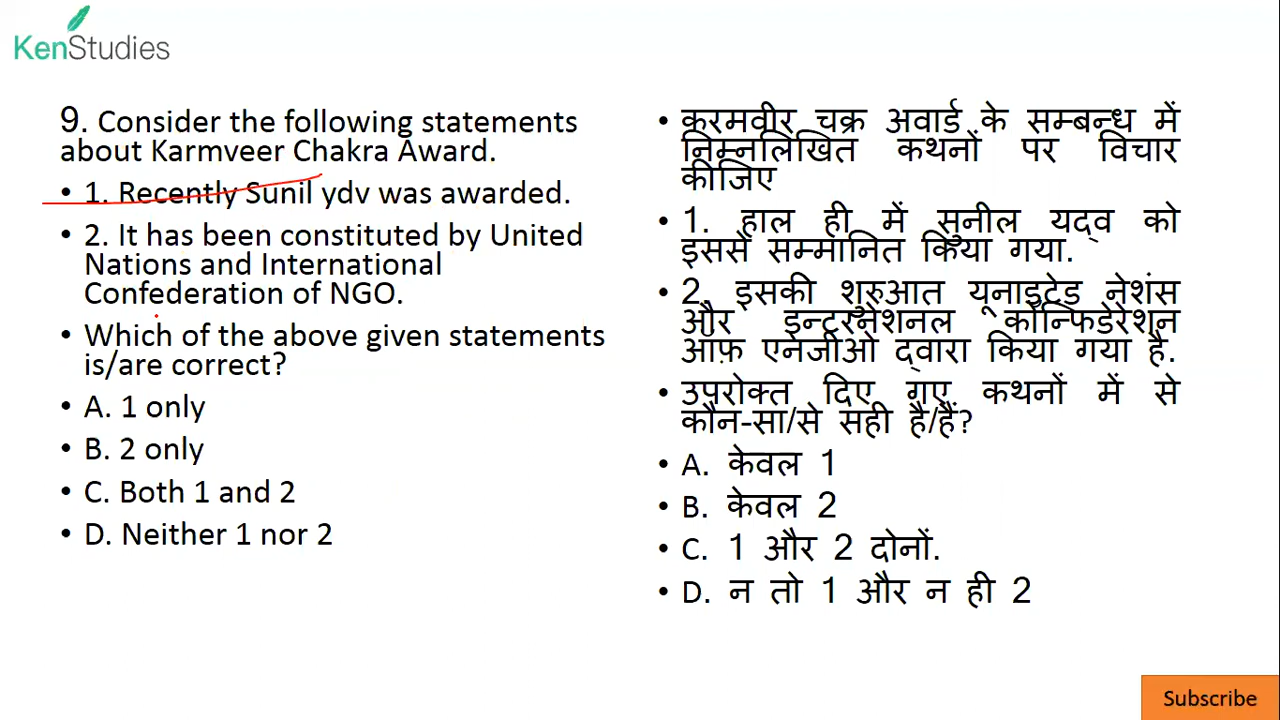 KenStudies
9. Consider the following statements
about Karmveer Chakra Award.
• 1. Recently Sunil ydv was awarded.
• 2. It has been constituted by United
Nations and International
Confederation of NGO.
• Which of the above given statements
is/are correct?
• A. 1 only
• B. 2 only
• C. Both 1 and 2
• D. Neither 1 nor 2
• करमवीर चक्र अवार्ड के सम्बन्ध में
निम्नलिखित कथनों पर विचार
कीजिए
• 1. हाल ही में सुनील यद्व को
इससे सम्मानित किया गया.
• 2. इसकी शुरुआत यूनाइटेड नेशंस
और इन्टरनेशनल कोन्फिडेरेशन
ऑफ़ एनजीओ द्वारा किया गया है.
• उपरोक्त दिए गए कथनों में से
कौन-सा/से सही है/हैं?
• A. केवल 1
• B. केवल 2
• C. 1 और 2 दोनों.
• D. न तो 1 और न ही 2
Subscribe